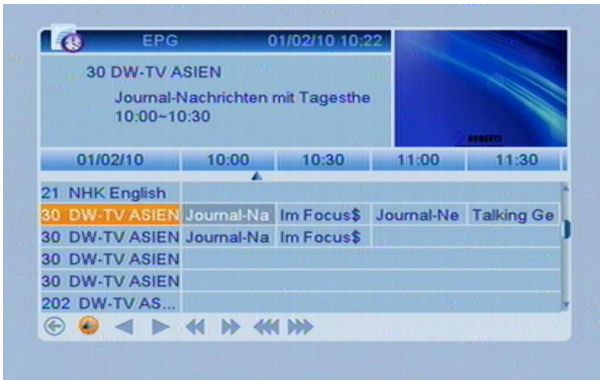 EPG 01/02/10 10:22
30 DW-TV ASIEN
Journal-Nachrichten mit Tagesthe
10:00~10:30
ROBERTS
01/02/10 10:00 10:30 11:00 11:30
21 NHK English
30 DW-TV ASIEN Journal-Na Im Focus$ Journal-Ne Talking Ge
30 DW-TV ASIEN Journal-Na Im Focus$
30 DW-TV ASIEN
30 DW-TV ASIEN
202 DW-TV AS...